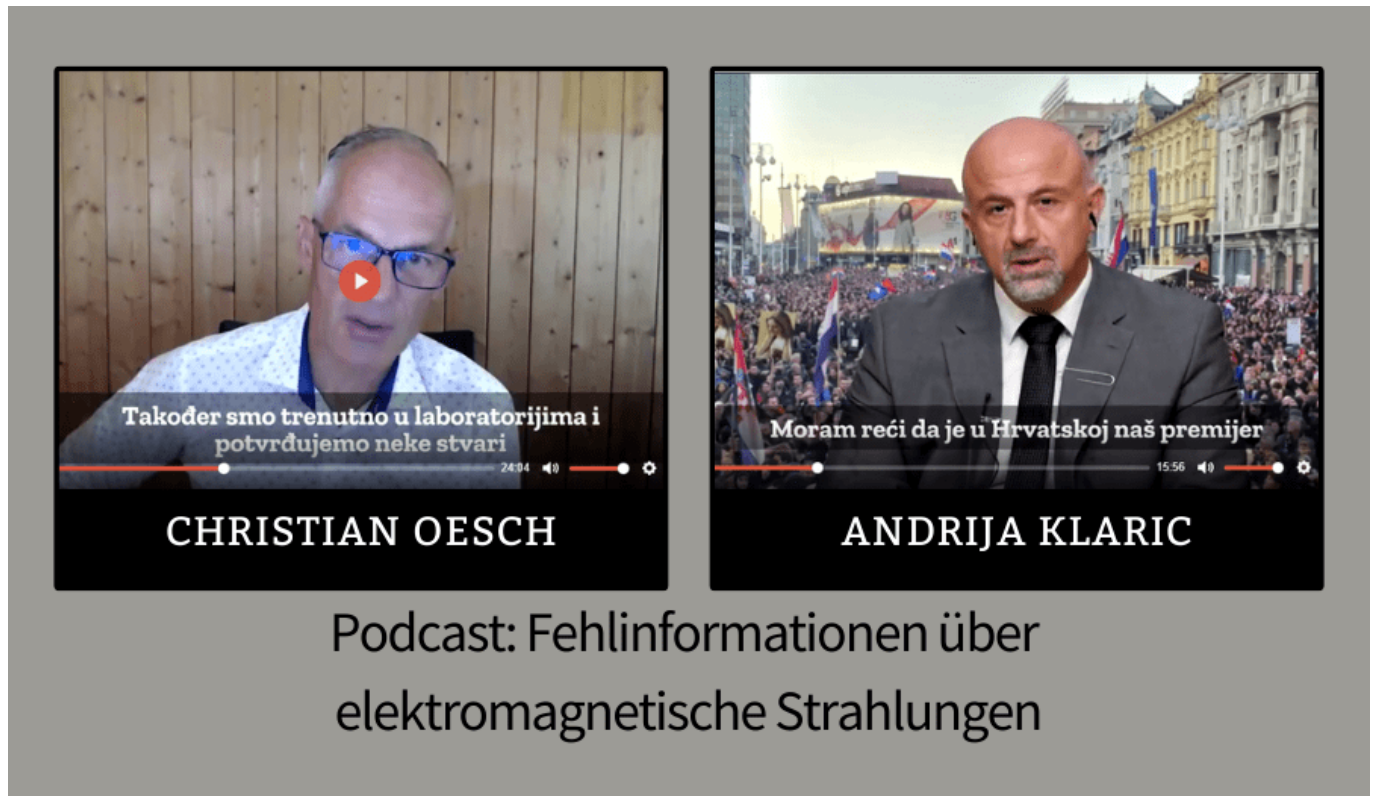 Također smo trenutno u laboratorijima i
potvrđujemo neke stvari
24:04
CHRISTIAN OESCH
Moram reći da je u Hrvatskoj naš premijer
15:56
ANDRIJA KLARIC
Podcast: Fehlinformationen über
elektromagnetische Strahlungen